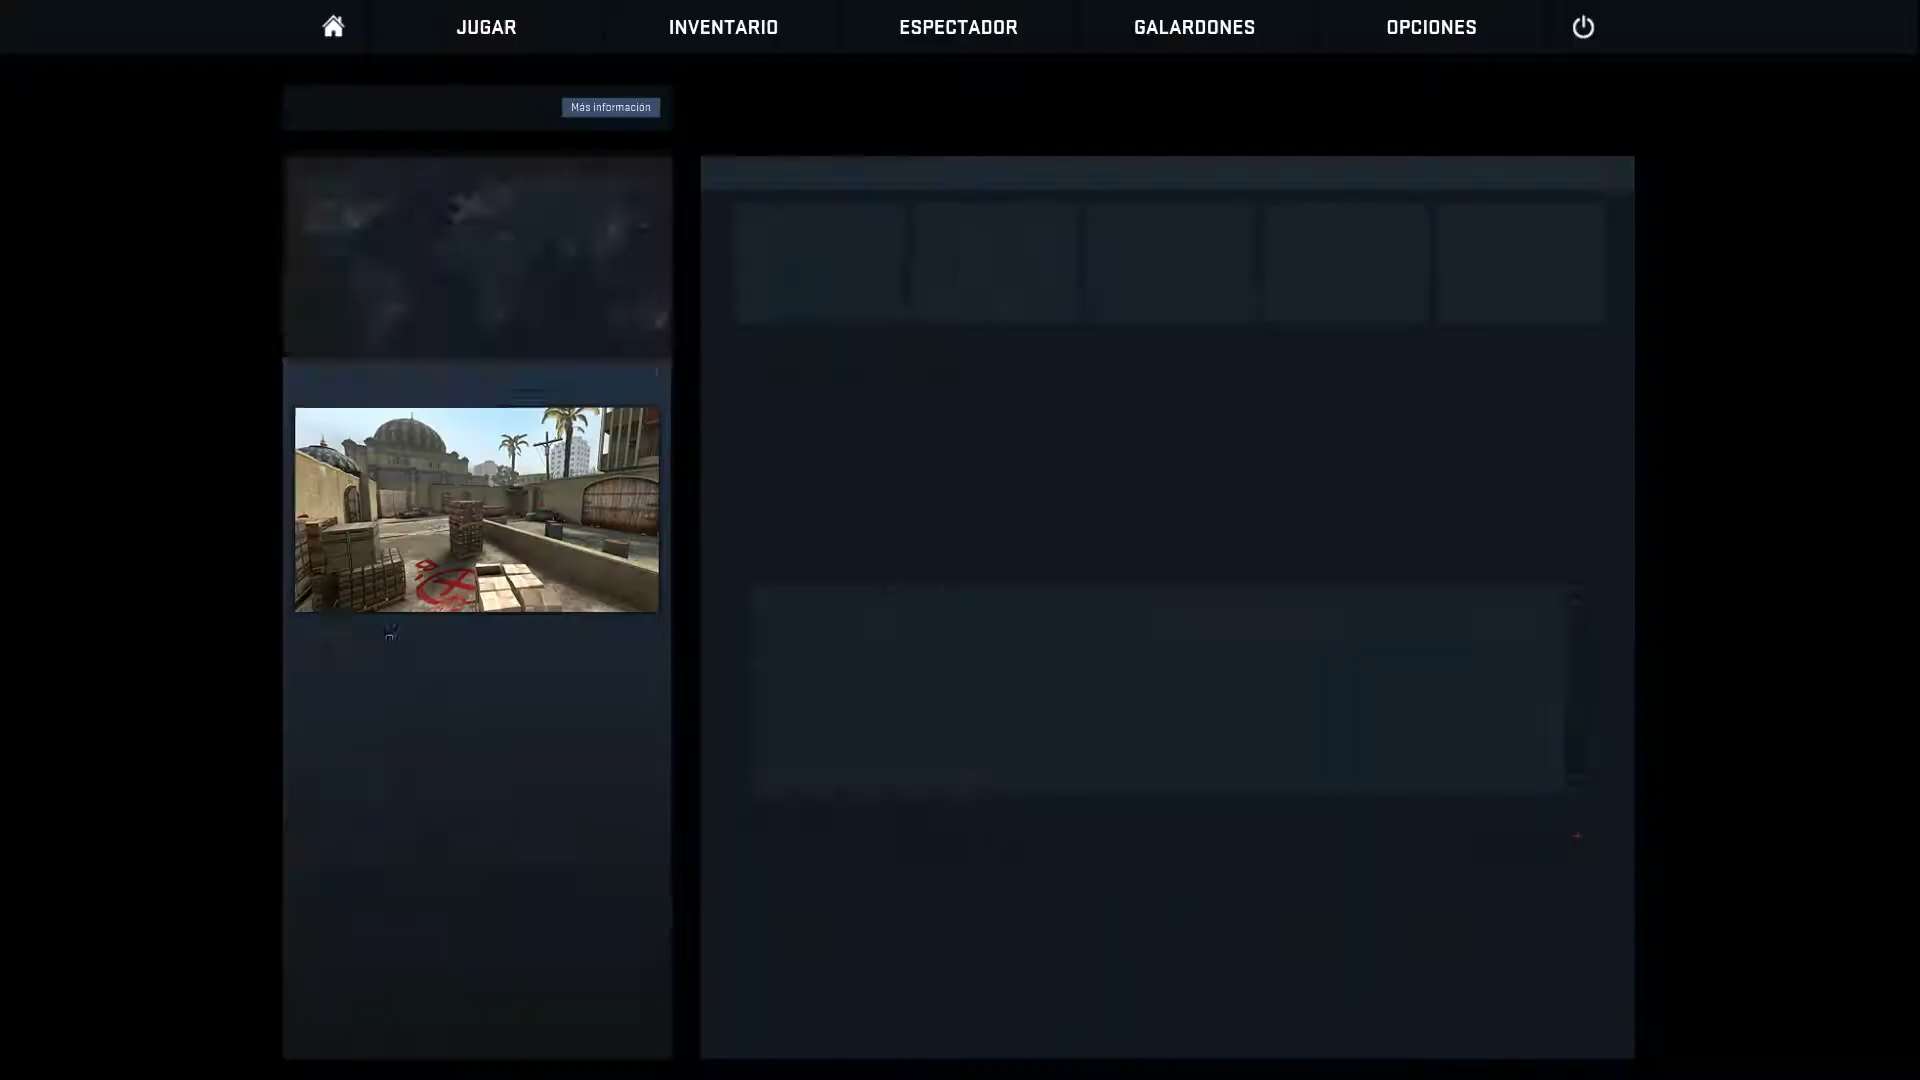 JUGAR
INVENTARIO
ESPECTADOR
GALARDONES
OPCIONES
Más información